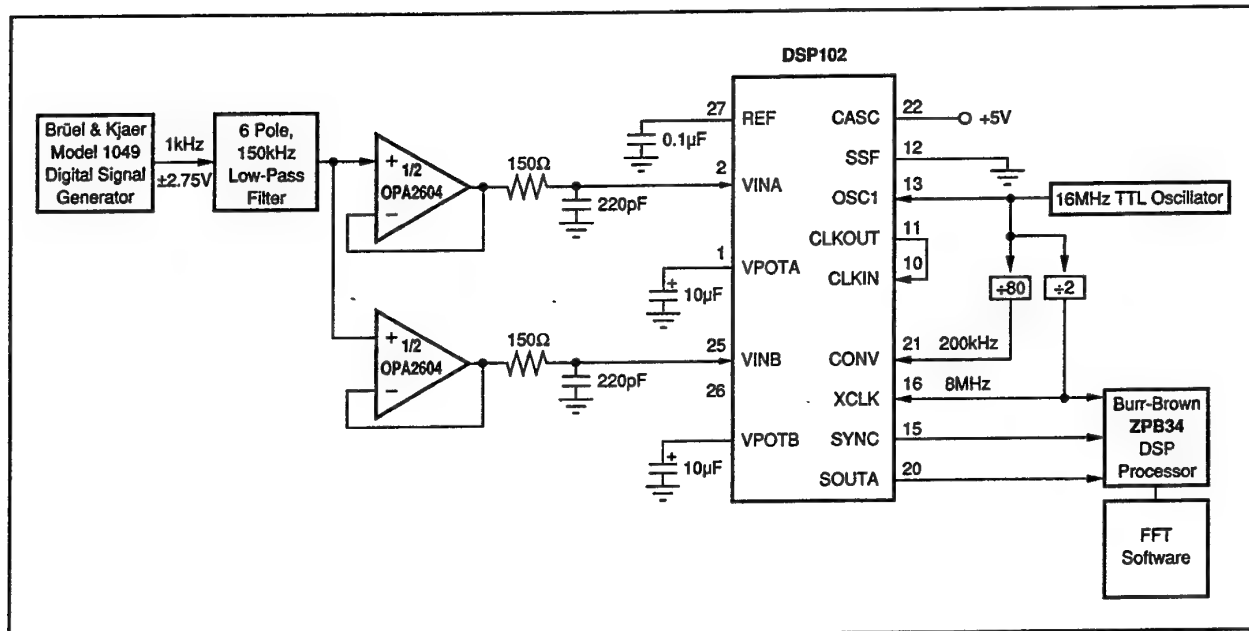 DSP102
Brüel & Kjaer
Model 1049
Digital Signal
Generator
1kHz
±2.75V
6 Pole,
150kHz
Low-Pass
Filter
+
1/2
OPA2604
−
150Ω
220pF
+
1/2
OPA2604
−
150Ω
220pF
0.1µF
27
REF
2
VINA
1
VPOTA
+
10µF
25
VINB
26
VPOTB
+
10µF
CASC
22
+5V
SSF
12
OSC1
13
16MHz TTL Oscillator
CLKOUT
11
CLKIN
10
÷80
÷2
CONV
21
200kHz
XCLK
16
8MHz
SYNC
15
SOUTA
20
Burr-Brown
ZPB34
DSP
Processor
FFT
Software